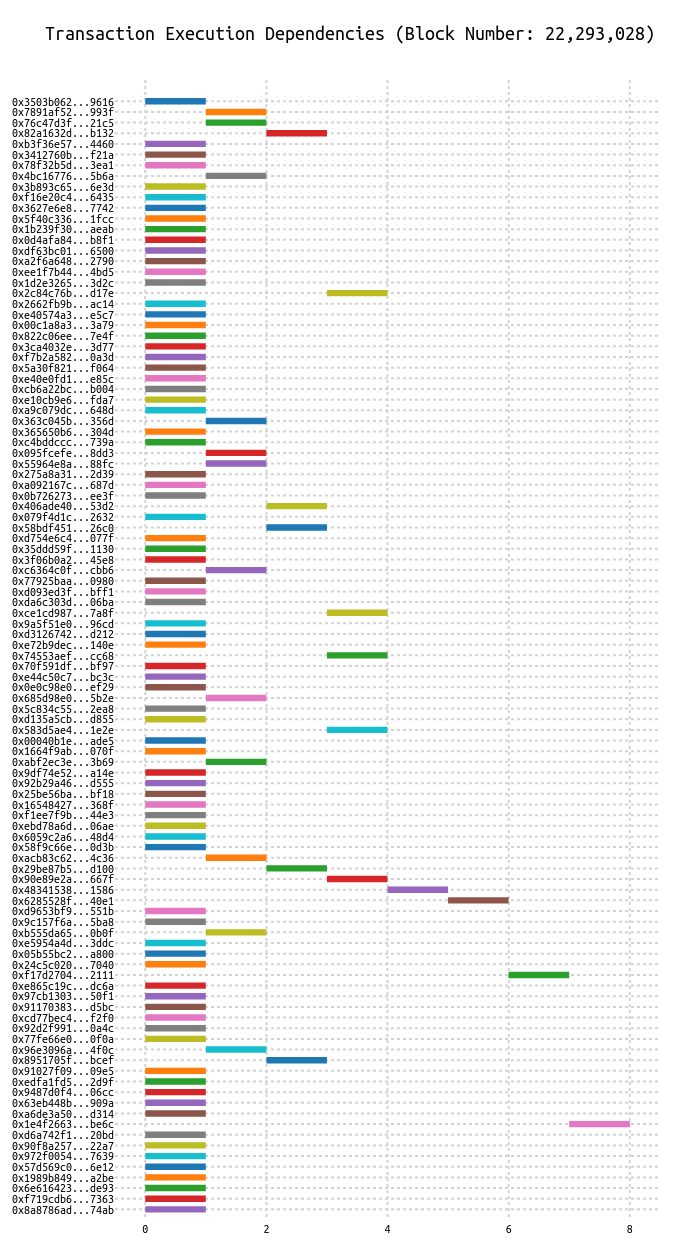 Transaction Execution Dependencies (Block Number: 22,293,028)
0x3503b062...9616
0x7891af52...993f
0x76c47d3f...21c5
0x82a1632d...b132
0xb3f36e57...4460
0x3412760b...f21a
0x78f32b5d...3ea1
0x4bc16776...5b6a
0x3b893c65...6e3d
0xf16e20c4...6435
0x3627e6e8...7742
0x5f40c336...1fcc
0x1b239f30...aeab
0x0d4afa84...b8f1
0xdf63bc01...6500
0xa2f6a648...2790
0xee1f7b44...4bd5
0x1d2e3265...3d2c
0x2c84c76b...d17e
0x2662fb9b...ac14
0xe40574a3...e5c7
0x00c1a8a3...3a79
0x822c06ee...7e4f
0x3ca4032e...3d77
0xf7b2a582...0a3d
0x5a30f821...f064
0xe40e0fd1...e85c
0xcb6a22bc...b004
0xe10cb9e6...fda7
0xa9c079dc...648d
0x363c045b...356d
0x365650b6...304d
0xc4bddccc...739a
0x095fcefe...8dd3
0x55964e8a...88fc
0x275a8a31...2d39
0xa092167c...687d
0x0b726273...ee3f
0x406ade40...53d2
0x079f4d1c...2632
0x58bdf451...26c0
0xd754e6c4...077f
0x35ddd59f...1130
0x3f06b0a2...45e8
0xc6364c0f...cbb6
0x77925baa...0980
0xd093ed3f...bff1
0xda6c303d...06ba
0xce1cd987...7a8f
0x9a5f51e0...96cd
0xd3126742...d212
0xe72b9dec...140e
0x74553aef...cc68
0x70f591df...bf97
0xe44c50c7...bc3c
0x0e0c98e0...ef29
0x685d98e0...5b2e
0x5c834c55...2ea8
0xd135a5cb...d855
0x583d5ae4...1e2e
0x00040b1e...ade5
0x1664f9ab...070f
0xabf2ec3e...3b69
0x9df74e52...a14e
0x92b29a46...d555
0x25be56ba...bf18
0x16548427...368f
0xf1ee7f9b...44e3
0xebd78a6d...06ae
0x6059c2a6...48d4
0x58f9c66e...0d3b
0xacb83c62...4c36
0x29be87b5...d100
0x90e89e2a...667f
0x48341538...1586
0x6285528f...40e1
0xd9653bf9...551b
0x9c157f6a...5ba8
0xb555da65...0b0f
0xe5954a4d...3ddc
0x05b55bc2...a800
0x24c5c020...7040
0xf17d2704...2111
0xe865c19c...dc6a
0x97cb1303...50f1
0x91170383...d5bc
0xcd77bec4...f2f0
0x92d2f991...0a4c
0x77fe66e0...0f0a
0x96e3096a...4f0c
0x8951705f...bcef
0x91027f09...09e5
0xedfa1fd5...2d9f
0x9487d0f4...06cc
0x63eb448b...909a
0xa6de3a50...d314
0x1e4f2663...be6c
0xd6a742f1...20bd
0x90f8a257...22a7
0x972f0054...7639
0x57d569c0...6e12
0x1989b849...a2be
0x6e616423...de93
0xf719cdb6...7363
0x8a8786ad...74ab
0 2 4 6 8